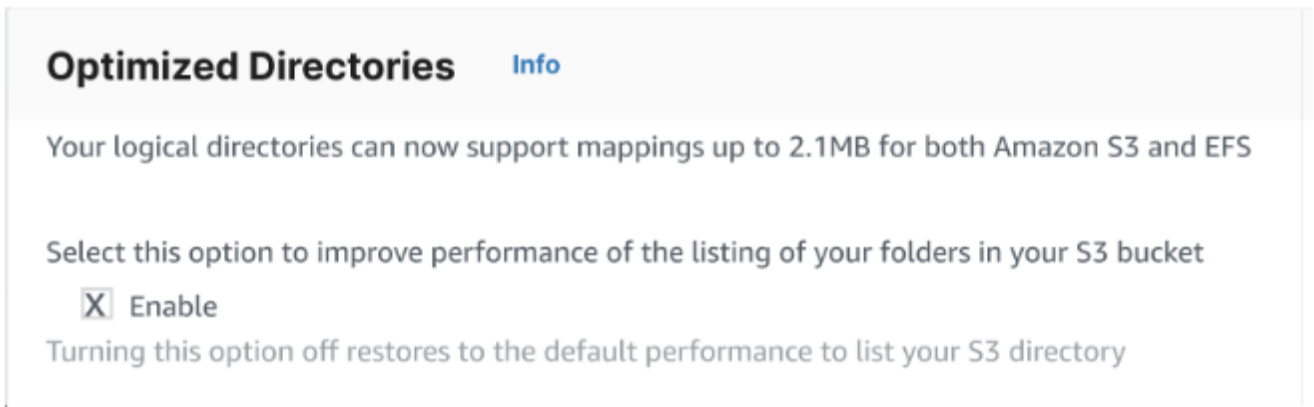 Optimized Directories Info
Your logical directories can now support mappings up to 2.1MB for both Amazon S3 and EFS
Select this option to improve performance of the listing of your folders in your S3 bucket
X Enable
Turning this option off restores to the default performance to list your S3 directory